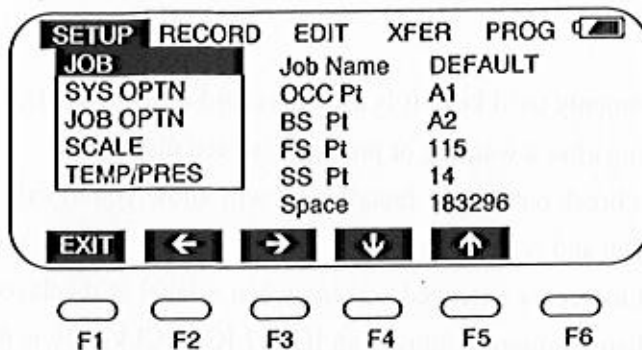 SETUP RECORD EDIT XFER PROG
JOB
SYS OPTN
JOB OPTN
SCALE
TEMP/PRES
Job Name DEFAULT
OCC Pt A1
BS Pt A2
FS Pt 115
SS Pt 14
Space 183296
EXIT ← → ↓ ↑
F1 F2 F3 F4 F5 F6